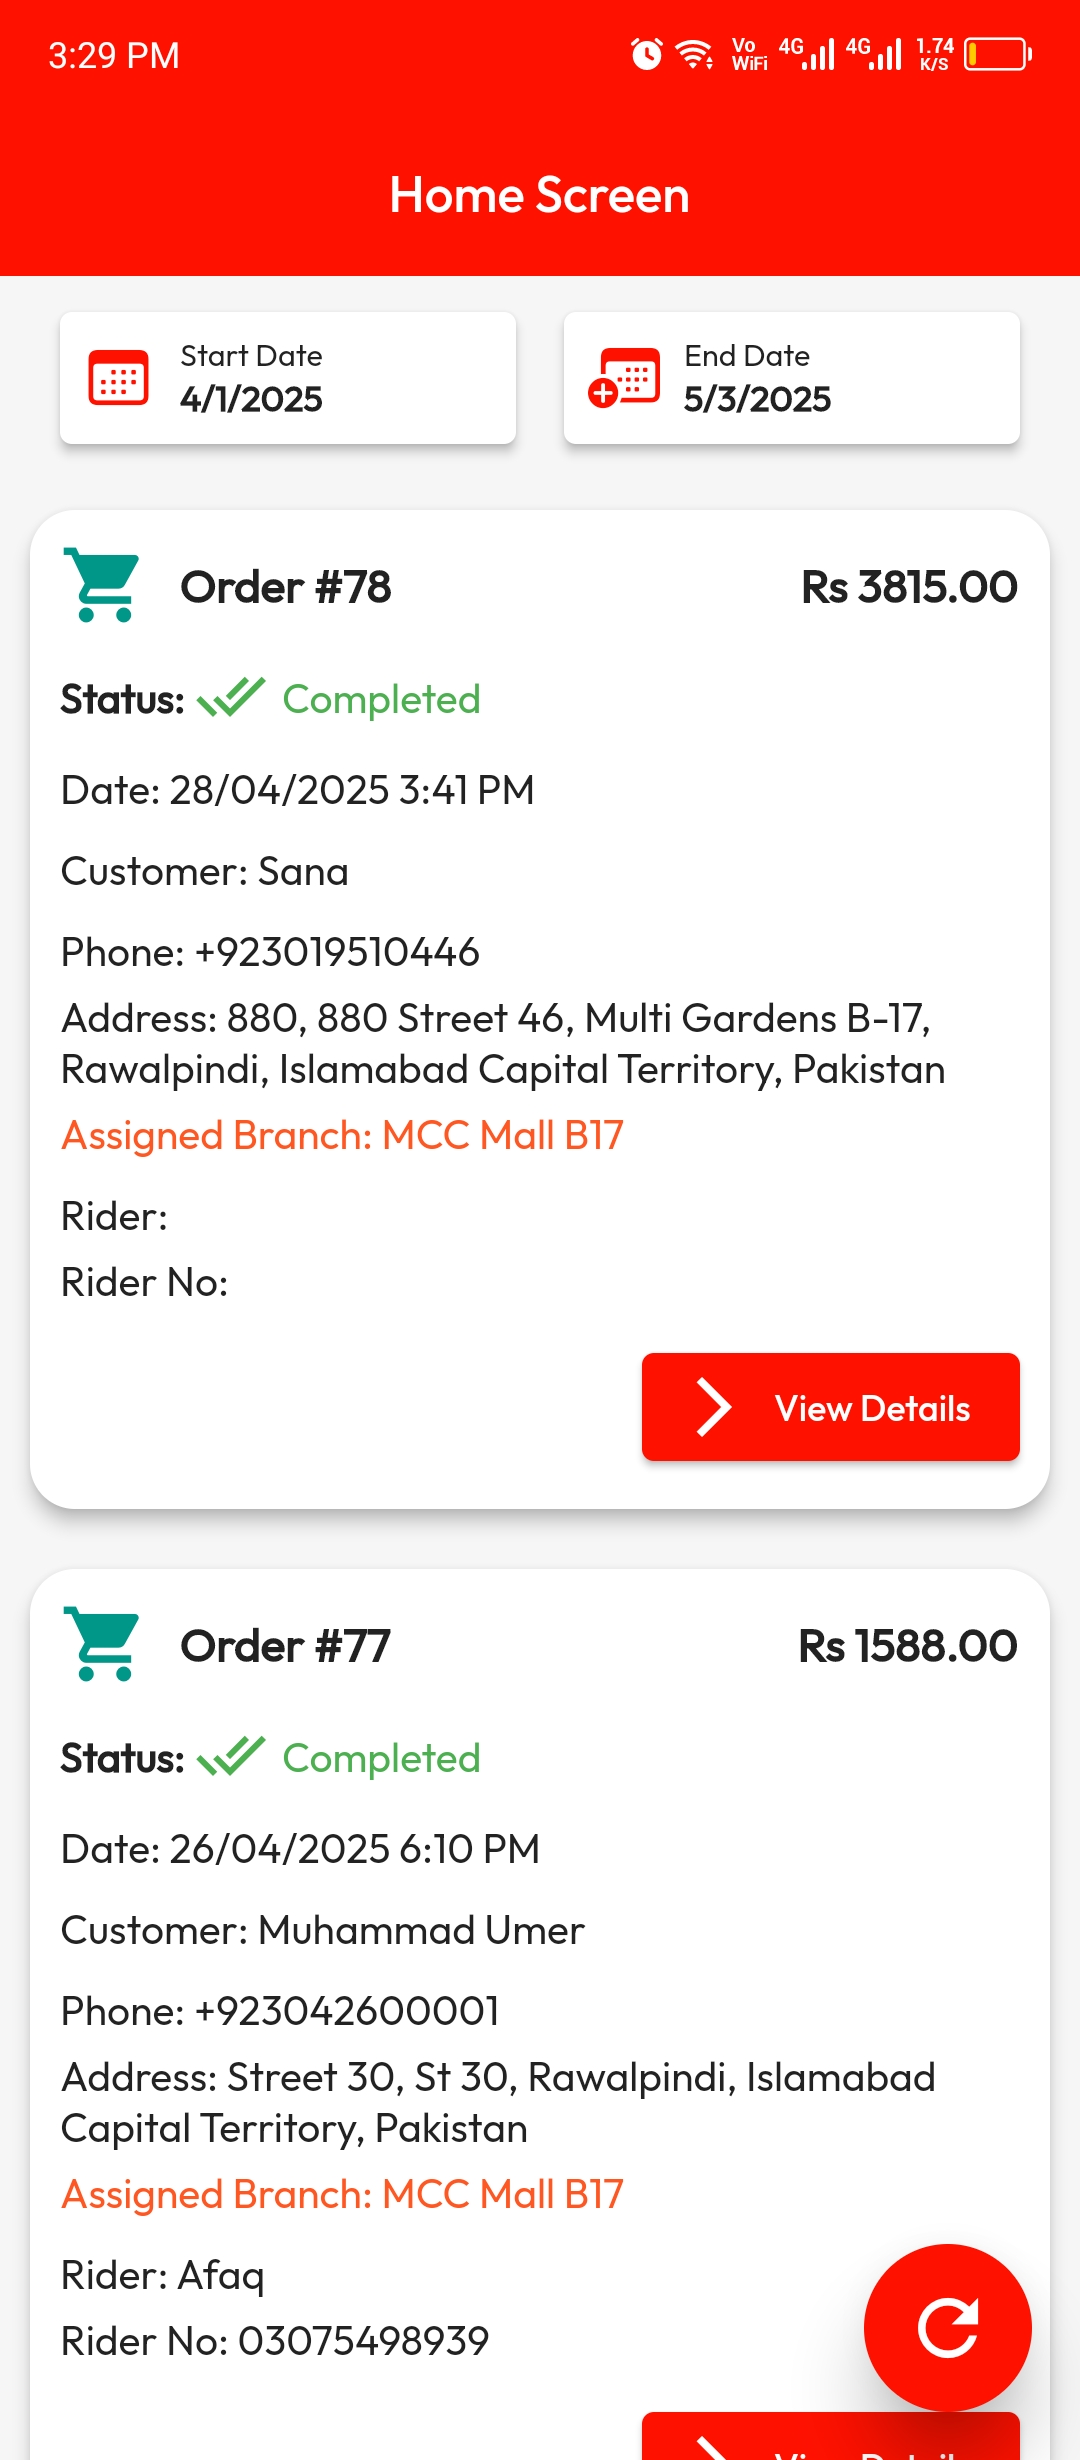 3:29 PM
Vo WiFi 4G 4G 1.74 K/S
Home Screen
Start Date
4/1/2025
End Date
5/3/2025
Order #78
Rs 3815.00
Status: Completed
Date: 28/04/2025 3:41 PM
Customer: Sana
Phone: +923019510446
Address: 880, 880 Street 46, Multi Gardens B-17,
Rawalpindi, Islamabad Capital Territory, Pakistan
Assigned Branch: MCC Mall B17
Rider:
Rider No:
View Details
Order #77
Rs 1588.00
Status: Completed
Date: 26/04/2025 6:10 PM
Customer: Muhammad Umer
Phone: +923042600001
Address: Street 30, St 30, Rawalpindi, Islamabad
Capital Territory, Pakistan
Assigned Branch: MCC Mall B17
Rider: Afaq
Rider No: 03075498939
View Details